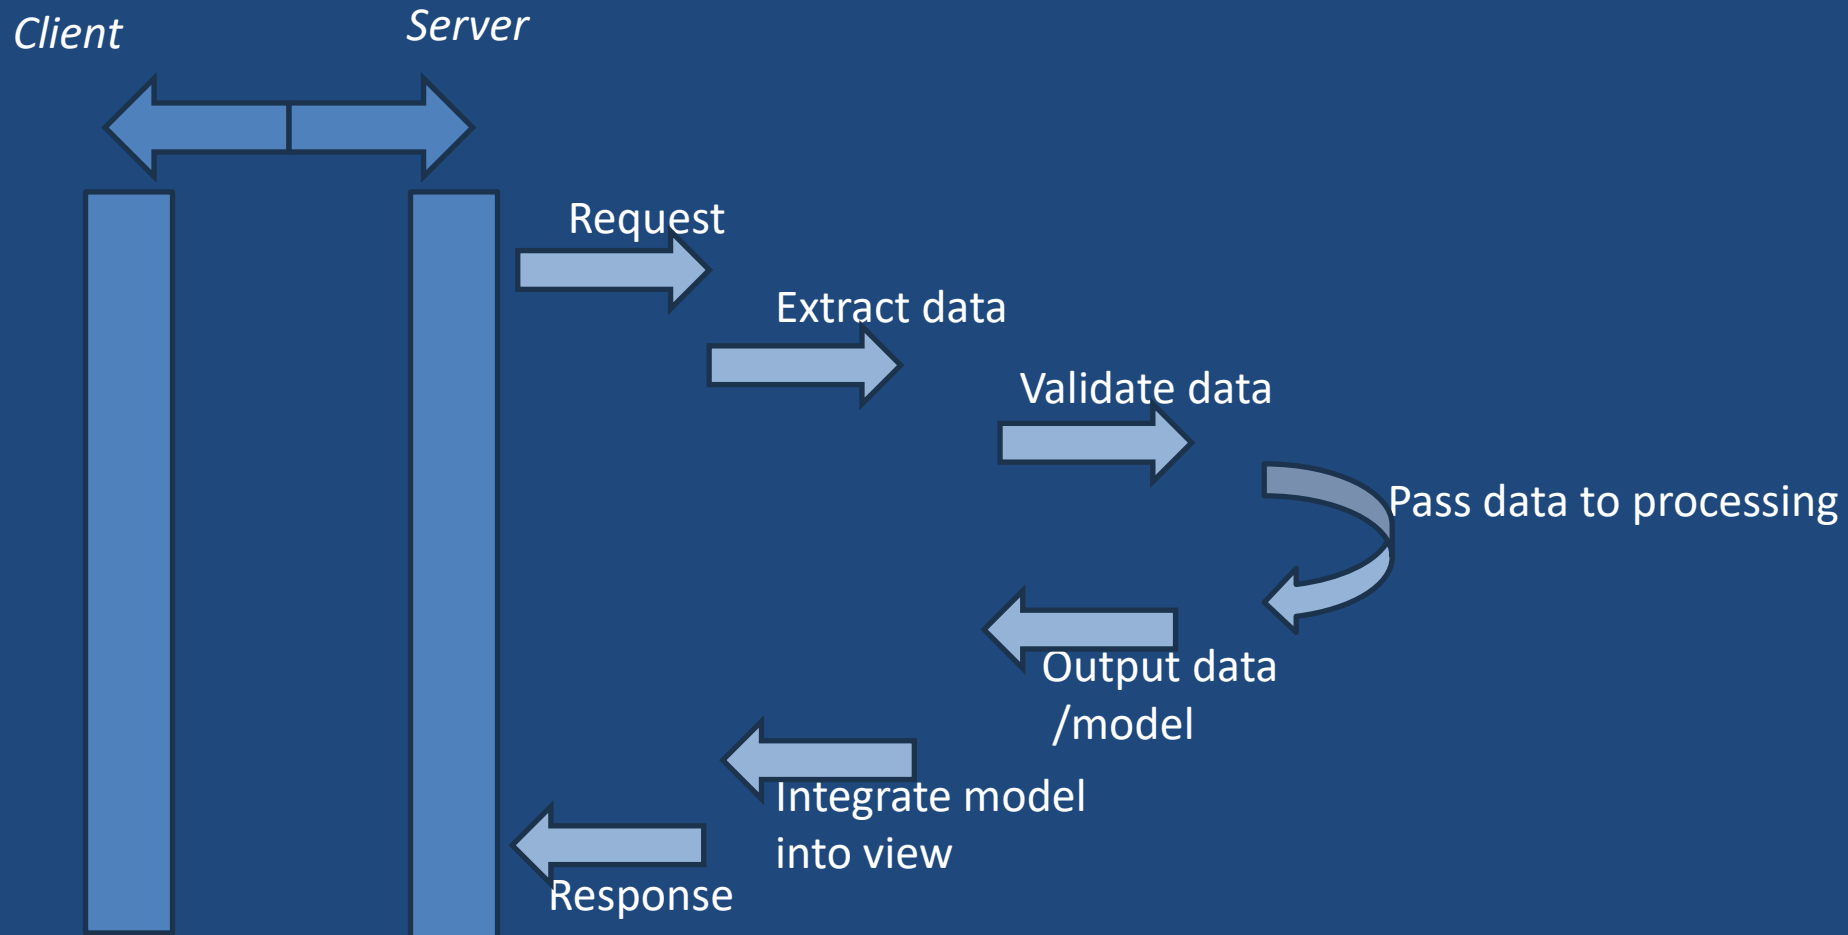 Client
Server
Request
Extract data
Validate data
Pass data to processing
Output data
/model
Integrate model
into view
Response